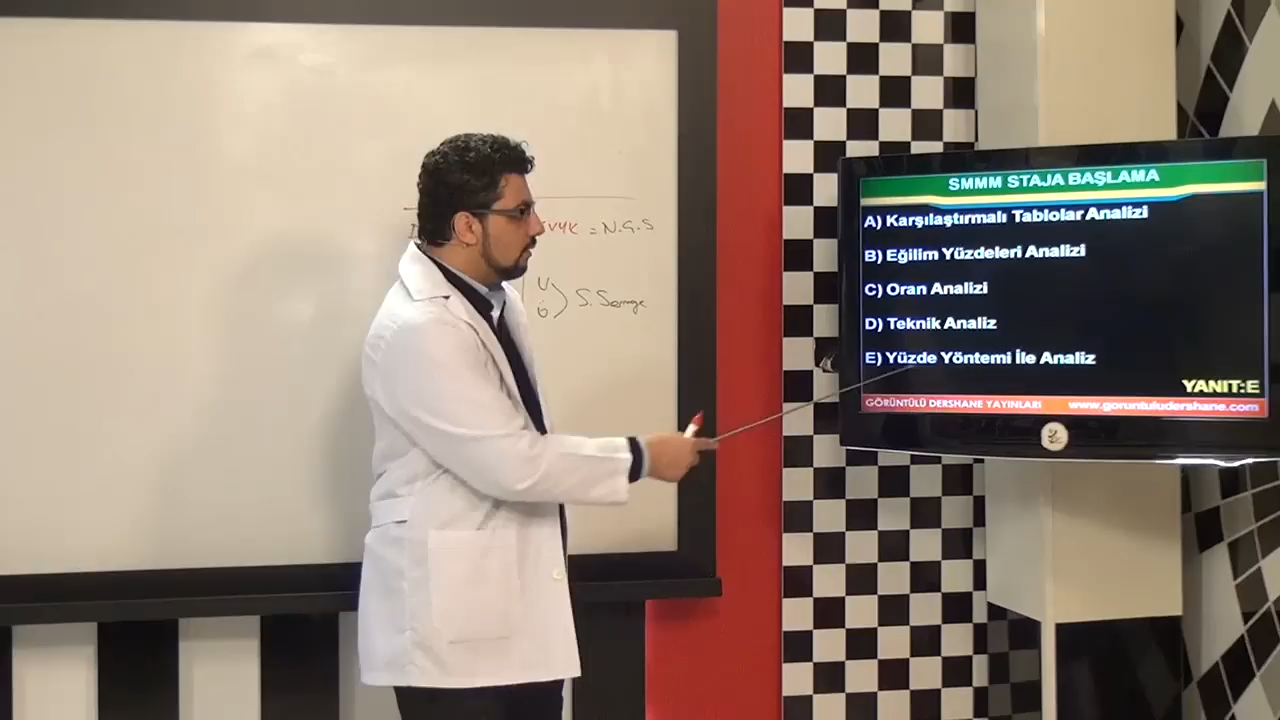 VYK = N.G.S
S. Semaye
SMMM STAJA BAŞLAMA
A) Karşılaştırmalı Tablolar Analizi
B) Eğilim Yüzdeleri Analizi
C) Oran Analizi
D) Teknik Analiz
E) Yüzde Yöntemi İle Analiz
YANIT:E
GÖRÜNTÜLÜ DERSHANE YAYINLARI www.goruntuludershane.com